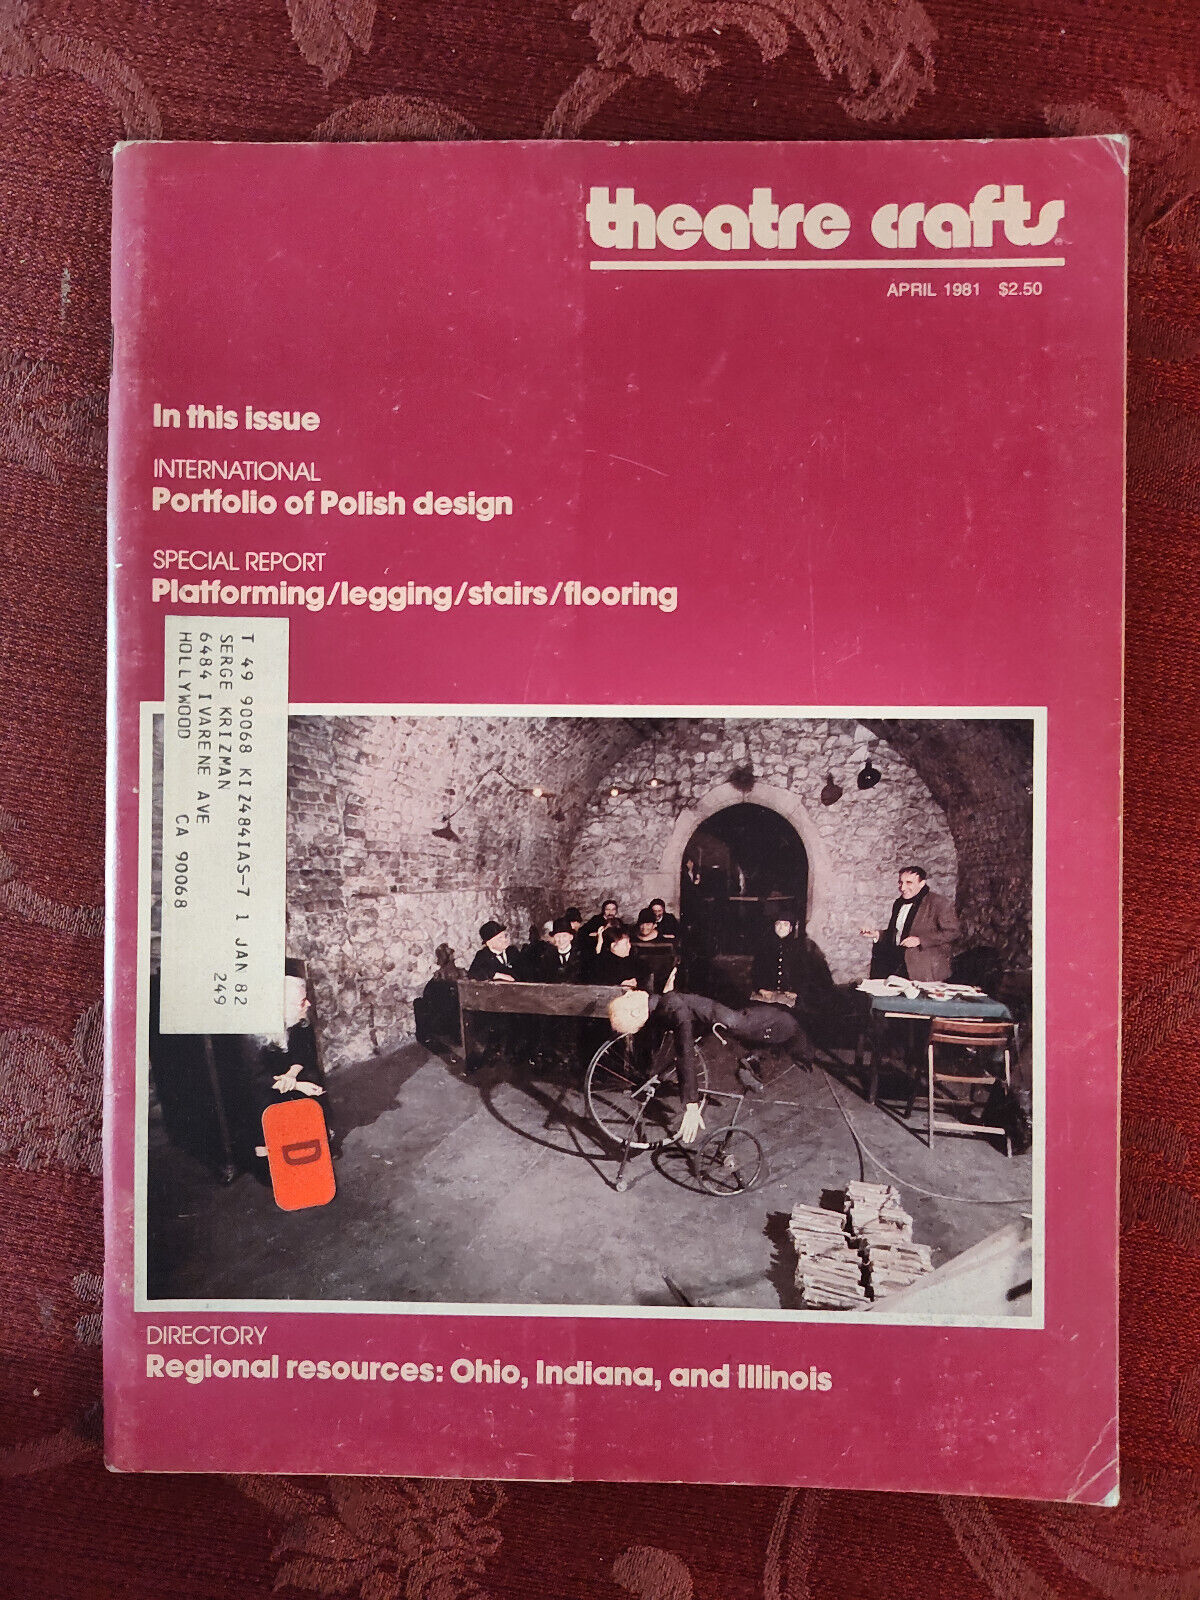 theatre crafts
APRIL 1981 $2.50
In this issue
INTERNATIONAL
Portfolio of Polish design
SPECIAL REPORT
Platforming/legging/stairs/flooring
T 49 90068 KIZ484IAS-7 1 JAN 82
SERGE KRIZMAN 249
6484 IVARENE AVE
HOLLYWOOD CA 90068
D
DIRECTORY
Regional resources: Ohio, Indiana, and Illinois